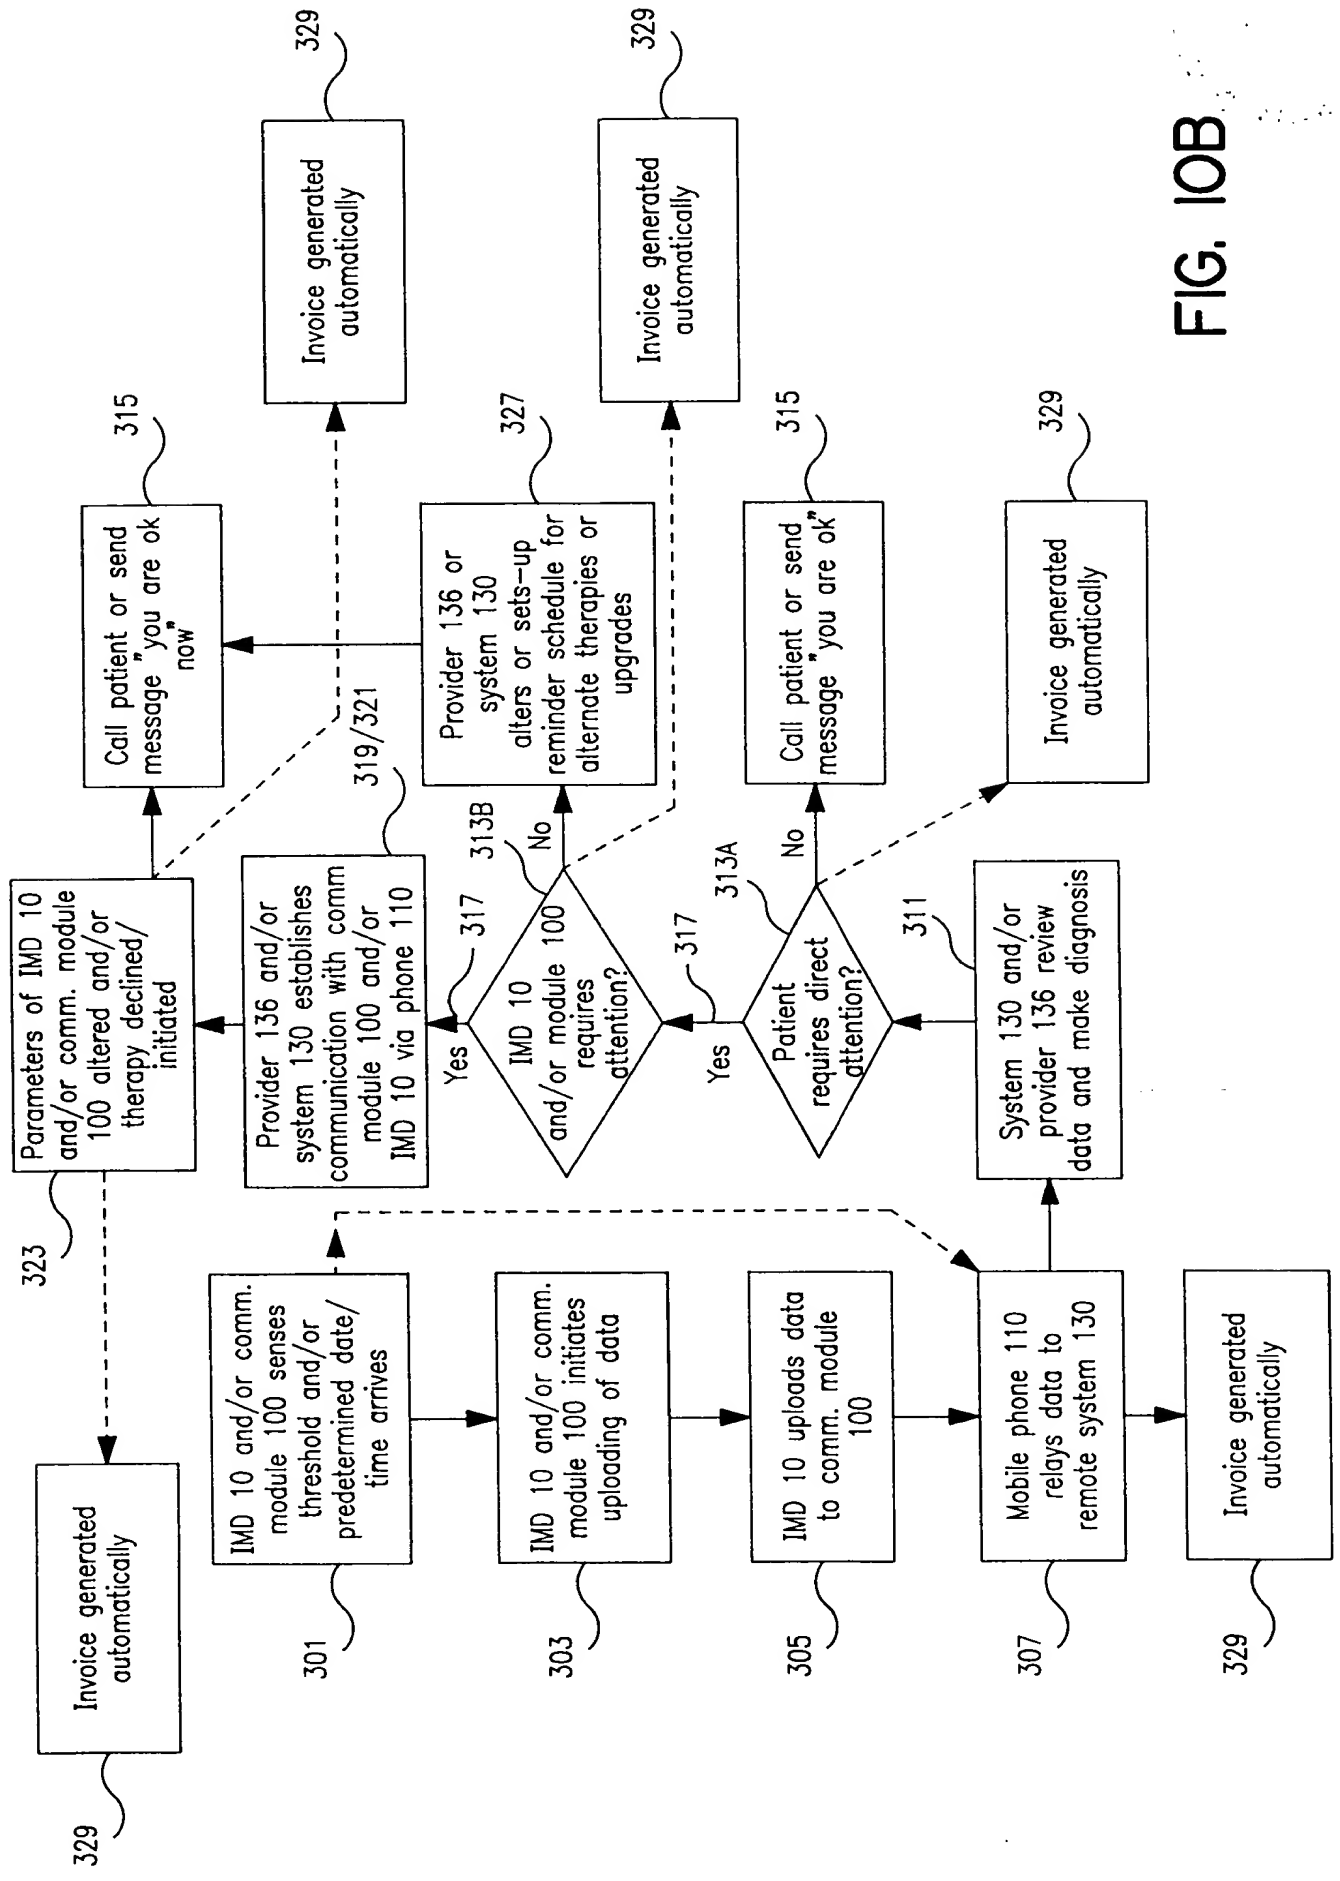 329
Invoice generated
automatically
323
Parameters of IMD 10
and/or comm. module
100 altered and/or
therapy declined/
initiated
Call patient or send
message "you are ok
now"
315
Invoice generated
automatically
329
301
IMD 10 and/or comm.
module 100 senses
threshold and/or
predetermined date/
time arrives
Provider 136 and/or
system 130 establishes
communication with comm
module 100 and/or
IMD 10 via phone 110
319/321
Yes
317
303
IMD 10 and/or comm.
module 100 initiates
uploading of data
IMD 10
and/or module 100
requires
attention?
313B
No
Provider 136 or
system 130
alters or sets-up
reminder schedule for
alternate therapies or
upgrades
327
Invoice generated
automatically
329
Yes
317
305
IMD 10 uploads data
to comm. module
100
Patient
requires direct
attention?
313A
No
Call patient or send
message "you are ok"
315
307
Mobile phone 110
relays data to
remote system 130
System 130 and/or
provider 136 review
data and make diagnosis
311
Invoice generated
automatically
329
329
Invoice generated
automatically
FIG. 10B